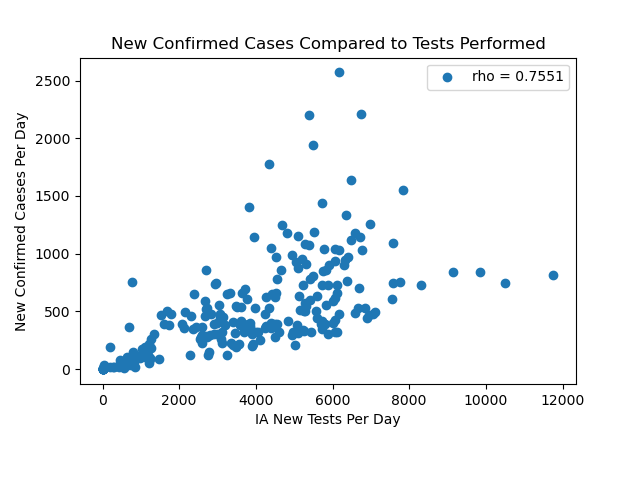 New Confirmed Cases Compared to Tests Performed
rho = 0.7551
New Confirmed Caeses Per Day
2500
2000
1500
1000
500
0
0 2000 4000 6000 8000 10000 12000
IA New Tests Per Day